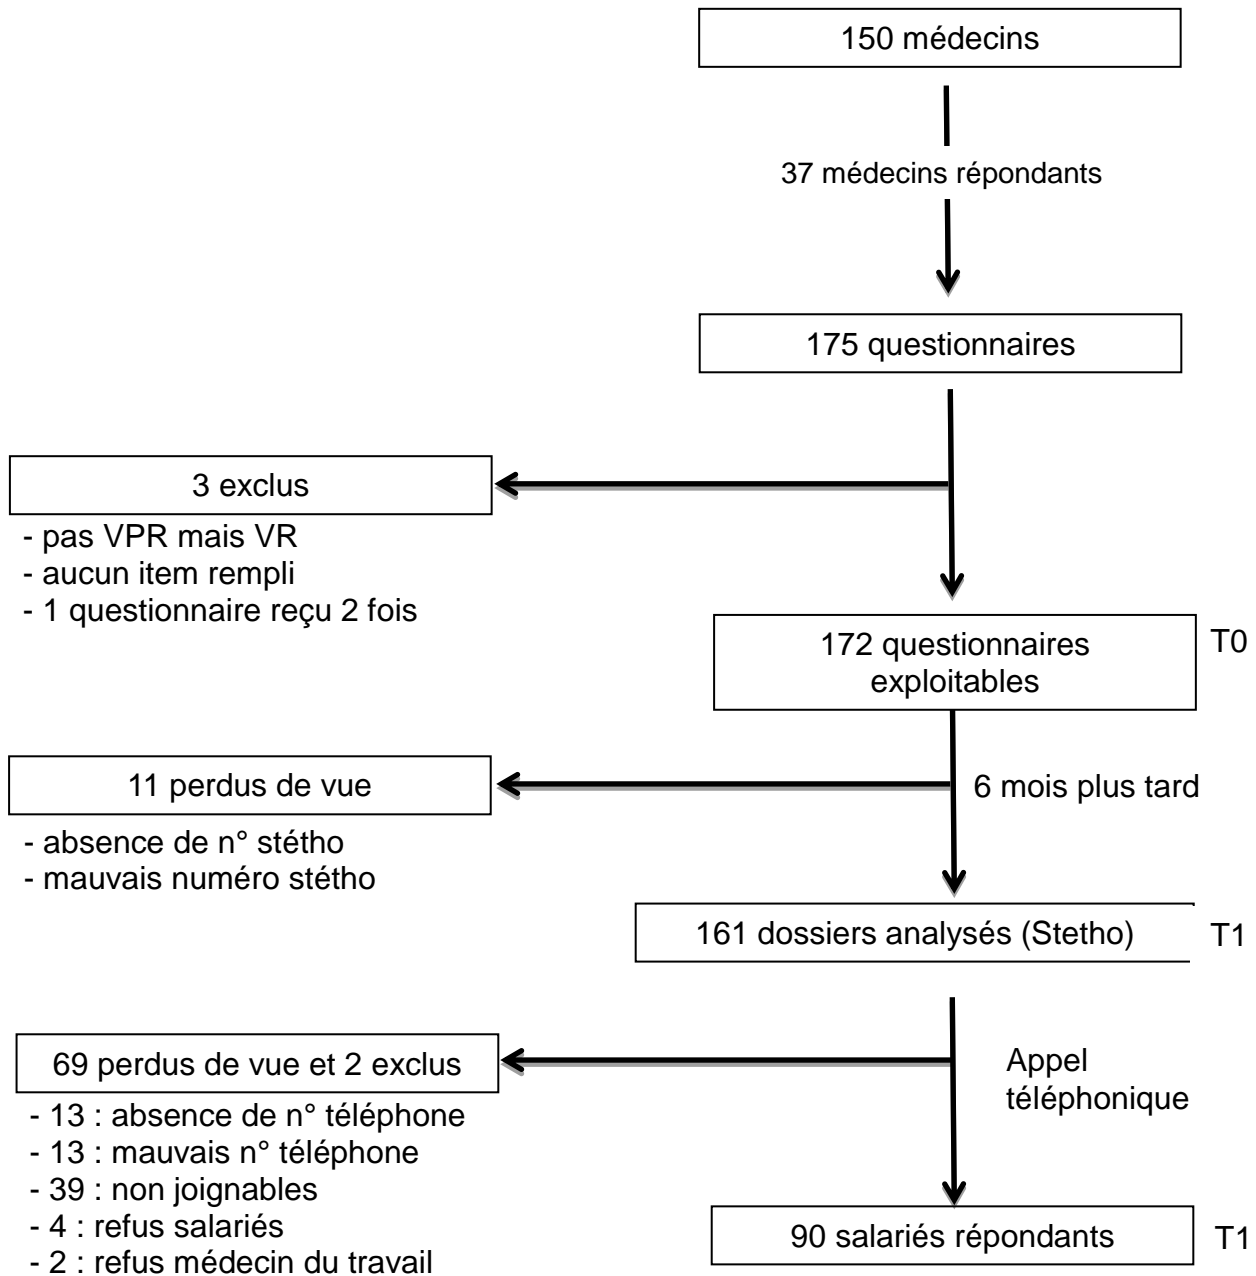 150 médecins
37 médecins répondants
175 questionnaires
3 exclus
- pas VPR mais VR
- aucun item rempli
- 1 questionnaire reçu 2 fois
172 questionnaires
exploitables
T0
11 perdus de vue
6 mois plus tard
- absence de n° stétho
- mauvais numéro stétho
161 dossiers analysés (Stetho)
T1
69 perdus de vue et 2 exclus
Appel
téléphonique
- 13 : absence de n° téléphone
- 13 : mauvais n° téléphone
- 39 : non joignables
- 4 : refus salariés
- 2 : refus médecin du travail
90 salariés répondants
T1